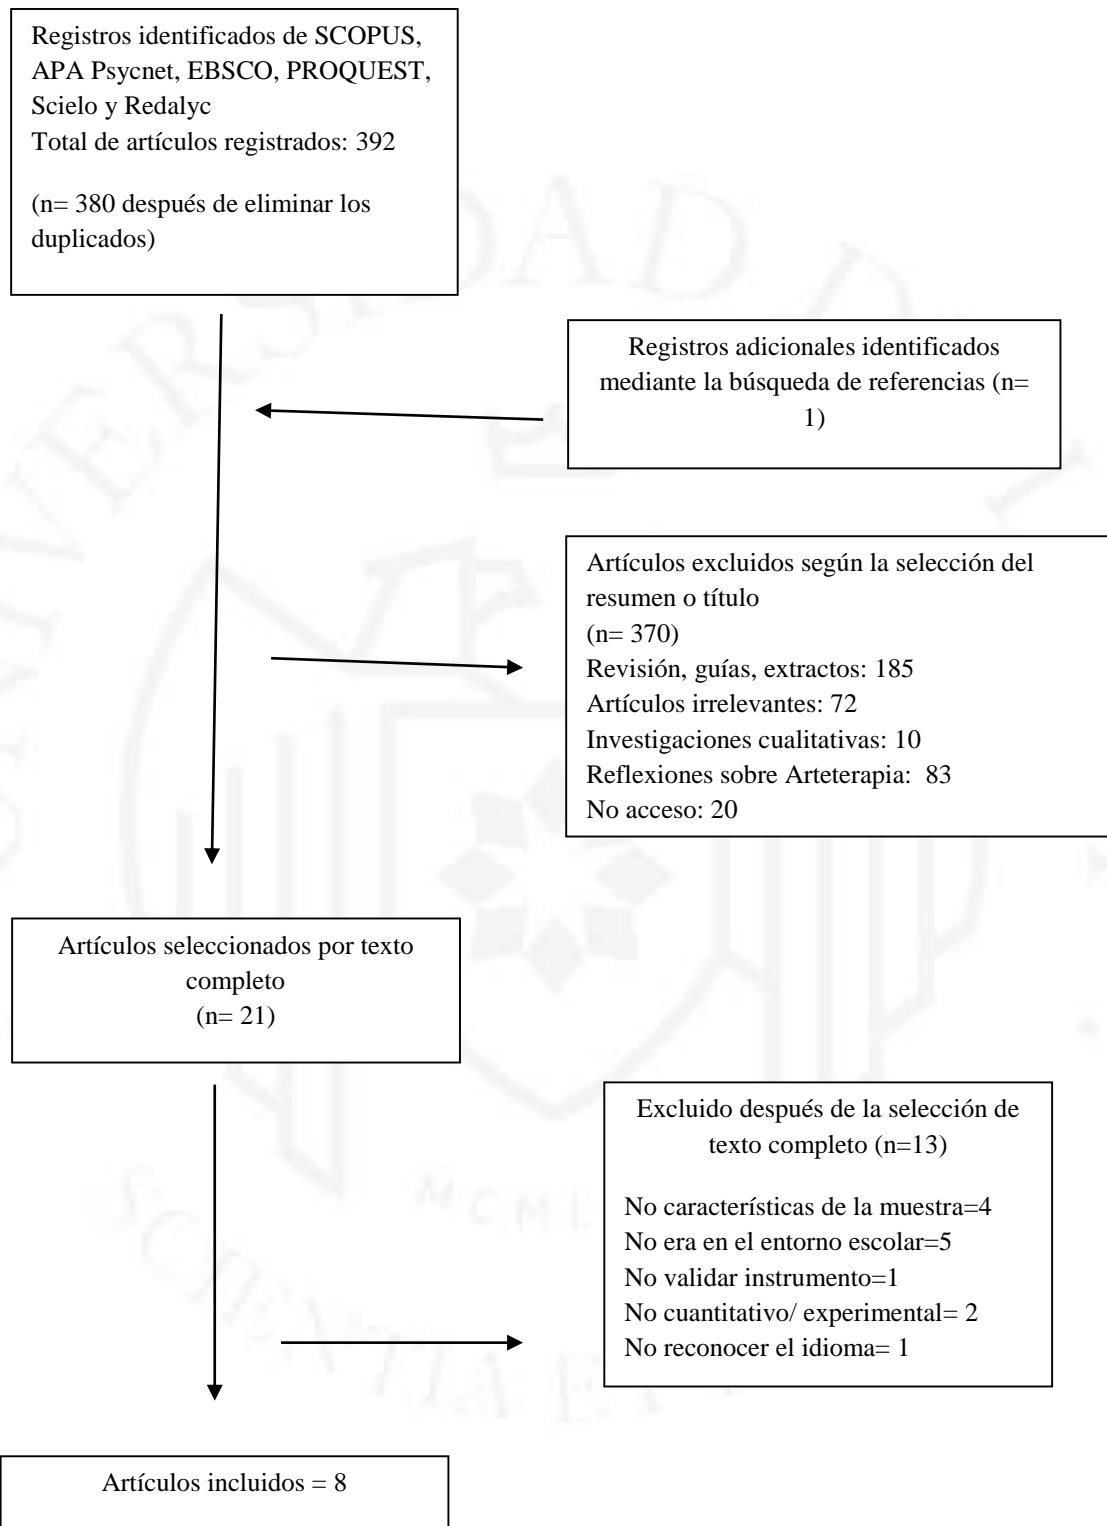 Registros identificados de SCOPUS,
APA Psycnet, EBSCO, PROQUEST,
Scielo y Redalyc
Total de artículos registrados: 392
(n= 380 después de eliminar los
duplicados)
Registros adicionales identificados
mediante la búsqueda de referencias (n=
1)
Artículos excluidos según la selección del
resumen o título
(n= 370)
Revisión, guías, extractos: 185
Artículos irrelevantes: 72
Investigaciones cualitativas: 10
Reflexiones sobre Arteterapia:  83
No acceso: 20
Artículos seleccionados por texto
completo
(n= 21)
Excluido después de la selección de
texto completo (n=13)
No características de la muestra=4
No era en el entorno escolar=5
No validar instrumento=1
No cuantitativo/ experimental= 2
No reconocer el idioma= 1
Artículos incluidos = 8